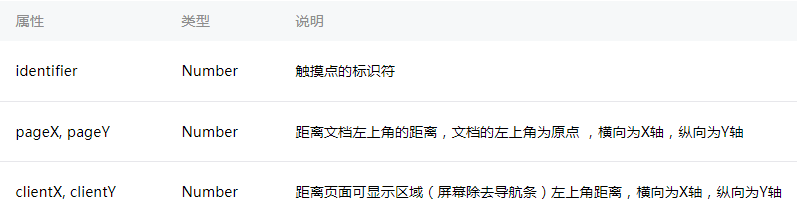 属性 类型 说明
identifier Number 触摸点的标识符
pageX, pageY Number 距离文档左上角的距离，文档的左上角为原点 ，横向为X轴，纵向为Y轴
clientX, clientY Number 距离页面可显示区域（屏幕除去导航条）左上角距离，横向为X轴，纵向为Y轴